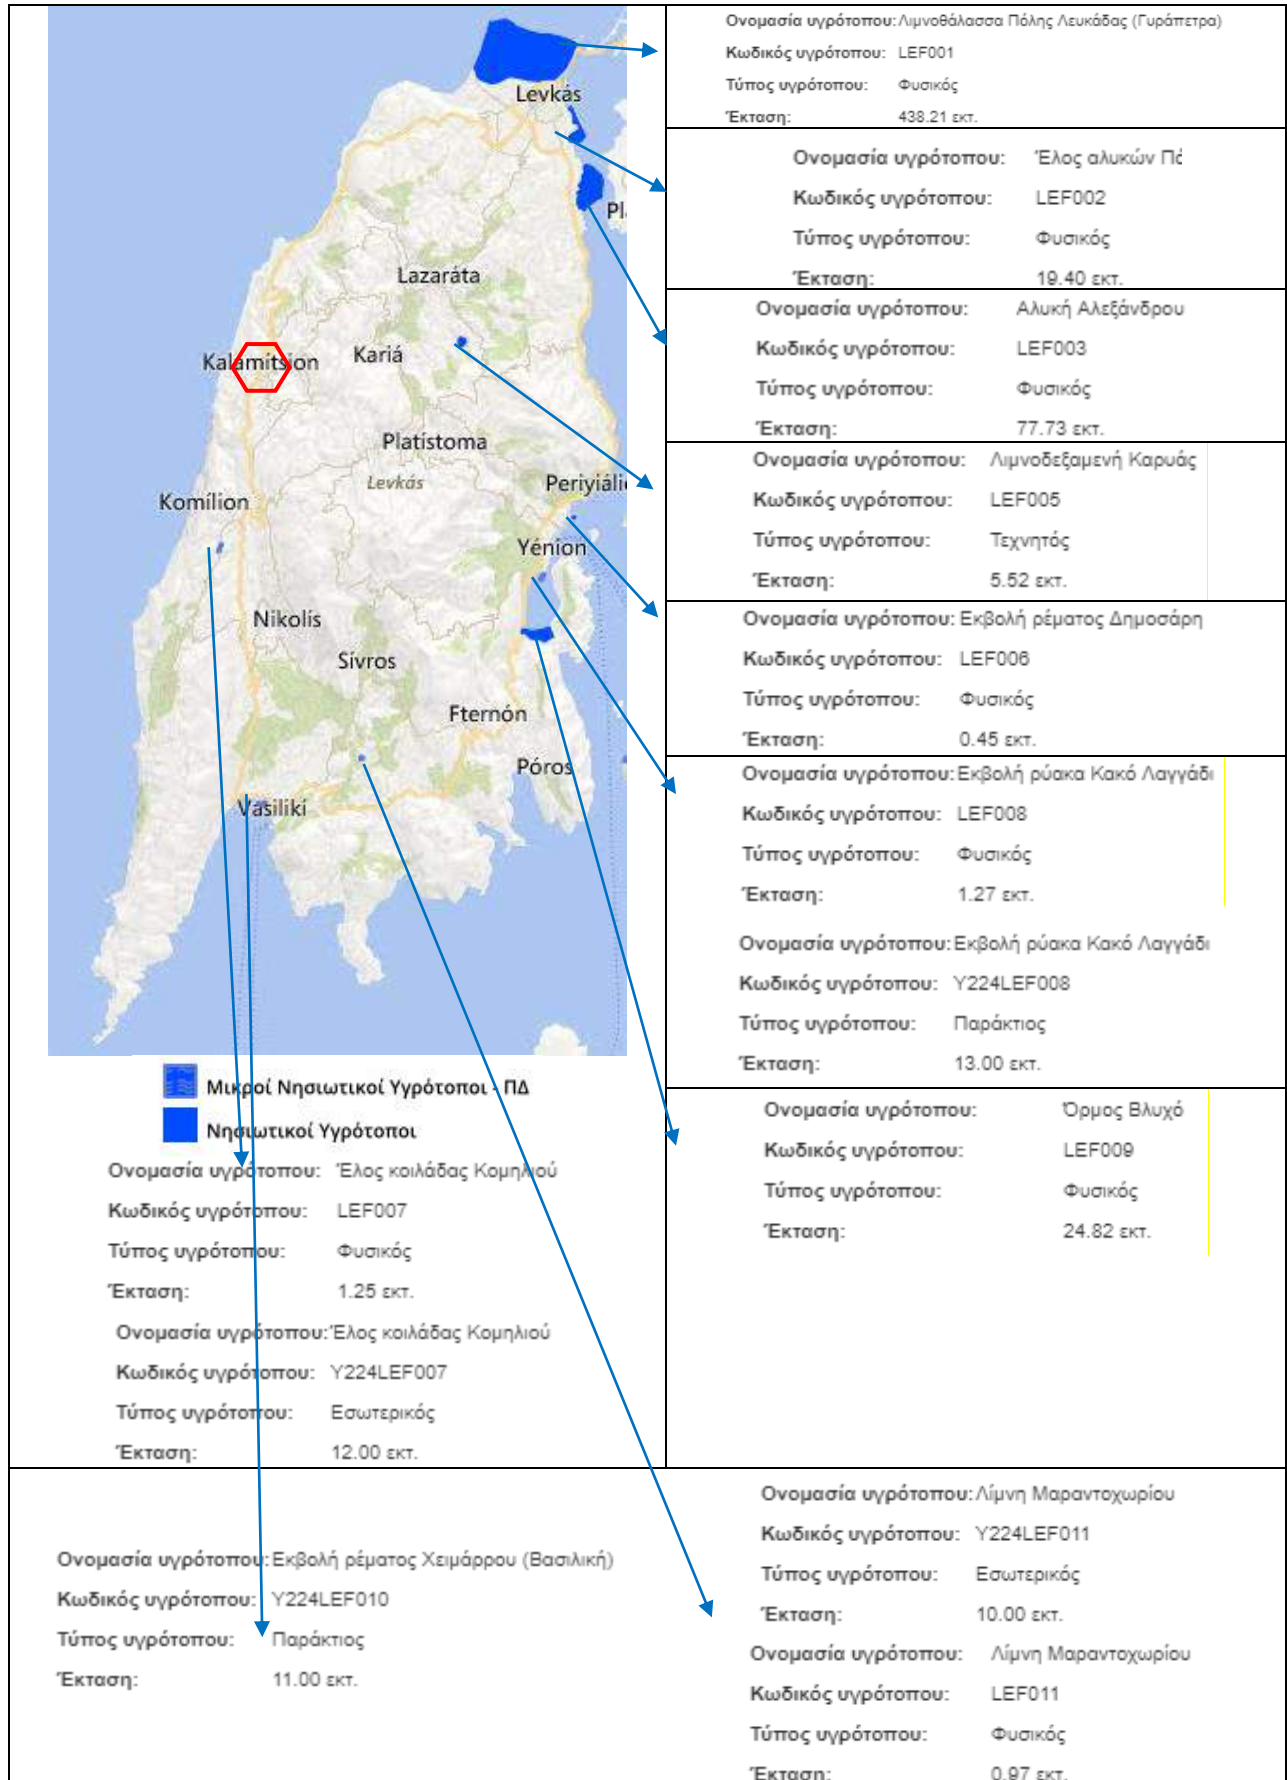 Levkás
Pl
Lazaráta
Kalamítsion
Kariá
Platístoma
Levkás
Periyiáli
Komílion
Yénion
Nikolís
Sívros
Fternón
Póros
Vasilikí
Μικροί Νησιωτικοί Υγρότοποι - ΠΔ
Νησιωτικοί Υγρότοποι
Ονομασία υγρότοπου: Έλος κοιλάδας Κομηλιού
Κωδικός υγρότοπου: LEF007
Τύπος υγρότοπου: Φυσικός
Έκταση: 1.25 εκτ.
Ονομασία υγρότοπου: Έλος κοιλάδας Κομηλιού
Κωδικός υγρότοπου: Y224LEF007
Τύπος υγρότοπου: Εσωτερικός
Έκταση: 12.00 εκτ.
Ονομασία υγρότοπου: Λιμνοθάλασσα Πόλης Λευκάδας (Γυράπετρα)
Κωδικός υγρότοπου: LEF001
Τύπος υγρότοπου: Φυσικός
Έκταση: 438.21 εκτ.
Ονομασία υγρότοπου: Έλος αλυκών Πό
Κωδικός υγρότοπου: LEF002
Τύπος υγρότοπου: Φυσικός
Έκταση: 19.40 εκτ.
Ονομασία υγρότοπου: Αλυκή Αλεξάνδρου
Κωδικός υγρότοπου: LEF003
Τύπος υγρότοπου: Φυσικός
Έκταση: 77.73 εκτ.
Ονομασία υγρότοπου: Λιμνοδεξαμενή Καρυάς
Κωδικός υγρότοπου: LEF005
Τύπος υγρότοπου: Τεχνητός
Έκταση: 5.52 εκτ.
Ονομασία υγρότοπου: Εκβολή ρέματος Δημοσάρη
Κωδικός υγρότοπου: LEF006
Τύπος υγρότοπου: Φυσικός
Έκταση: 0.45 εκτ.
Ονομασία υγρότοπου: Εκβολή ρύακα Κακό Λαγγάδι
Κωδικός υγρότοπου: LEF008
Τύπος υγρότοπου: Φυσικός
Έκταση: 1.27 εκτ.
Ονομασία υγρότοπου: Εκβολή ρύακα Κακό Λαγγάδι
Κωδικός υγρότοπου: Y224LEF008
Τύπος υγρότοπου: Παράκτιος
Έκταση: 13.00 εκτ.
Ονομασία υγρότοπου: Όρμος Βλυχό
Κωδικός υγρότοπου: LEF009
Τύπος υγρότοπου: Φυσικός
Έκταση: 24.82 εκτ.
Ονομασία υγρότοπου: Εκβολή ρέματος Χειμάρρου (Βασιλική)
Κωδικός υγρότοπου: Y224LEF010
Τύπος υγρότοπου: Παράκτιος
Έκταση: 11.00 εκτ.
Ονομασία υγρότοπου: Λίμνη Μαραντοχωρίου
Κωδικός υγρότοπου: Y224LEF011
Τύπος υγρότοπου: Εσωτερικός
Έκταση: 10.00 εκτ.
Ονομασία υγρότοπου: Λίμνη Μαραντοχωρίου
Κωδικός υγρότοπου: LEF011
Τύπος υγρότοπου: Φυσικός
Έκταση: 0.97 εκτ.